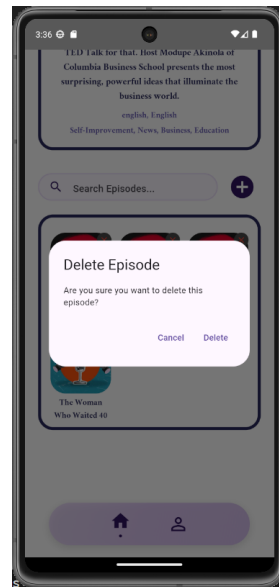 3:36
TED Talk for that. Host Modupe Akinola of
Columbia Business School presents the most
surprising, powerful ideas that illuminate the
business world.
english, English
Self-Improvement, News, Business, Education
Search Episodes...
Delete Episode
Are you sure you want to delete this
episode?
Cancel
Delete
The Woman
Who Waited 40
s